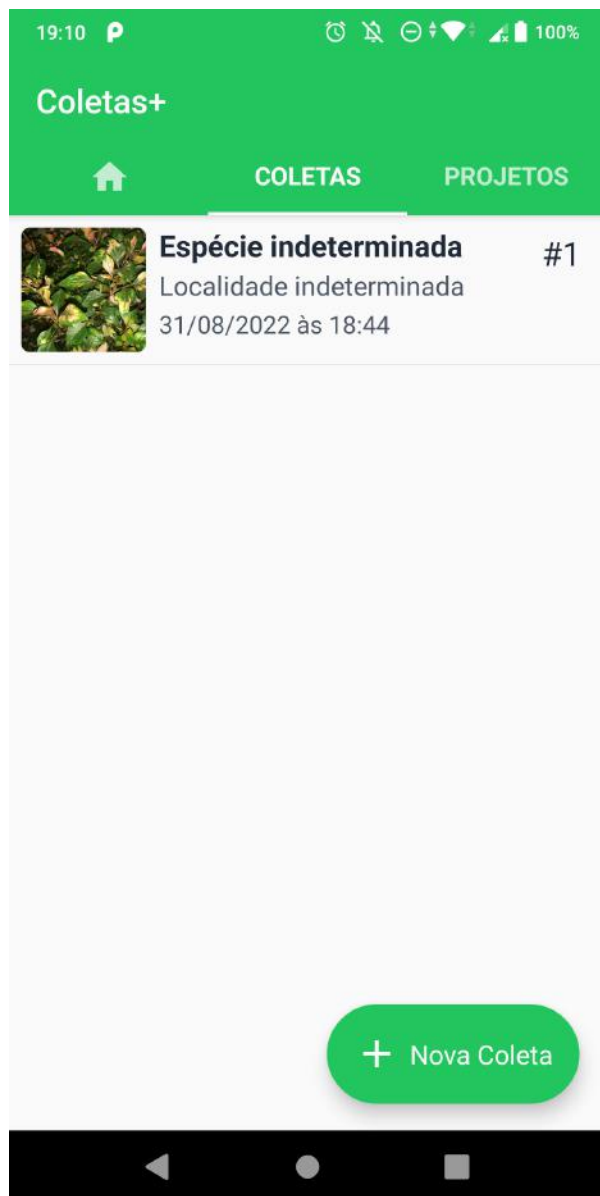 19:10 100%
Coletas+
COLETAS PROJETOS
Espécie indeterminada #1
Localidade indeterminada
31/08/2022 às 18:44
+ Nova Coleta